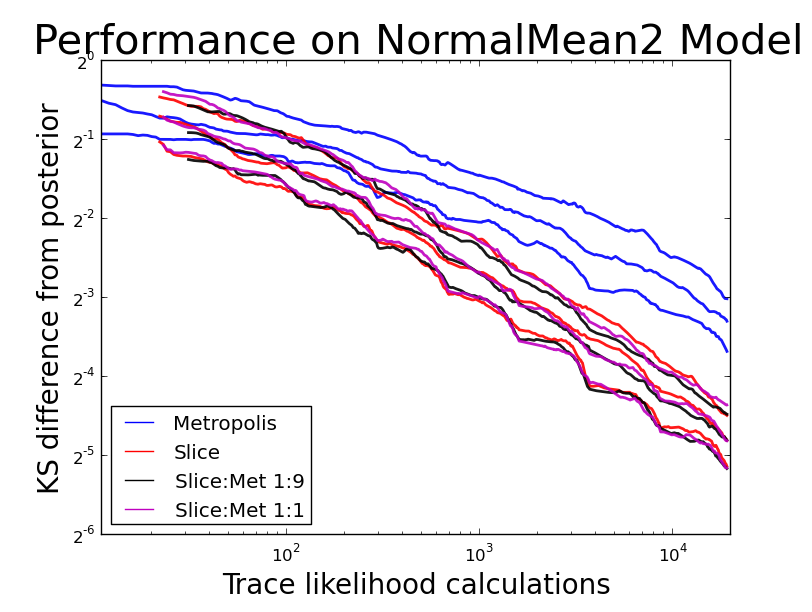 Performance on NormalMean2 Model
KS difference from posterior
2^0
2^-1
2^-2
2^-3
2^-4
2^-5
2^-6
Metropolis
Slice
Slice:Met 1:9
Slice:Met 1:1
10^2
10^3
10^4
Trace likelihood calculations